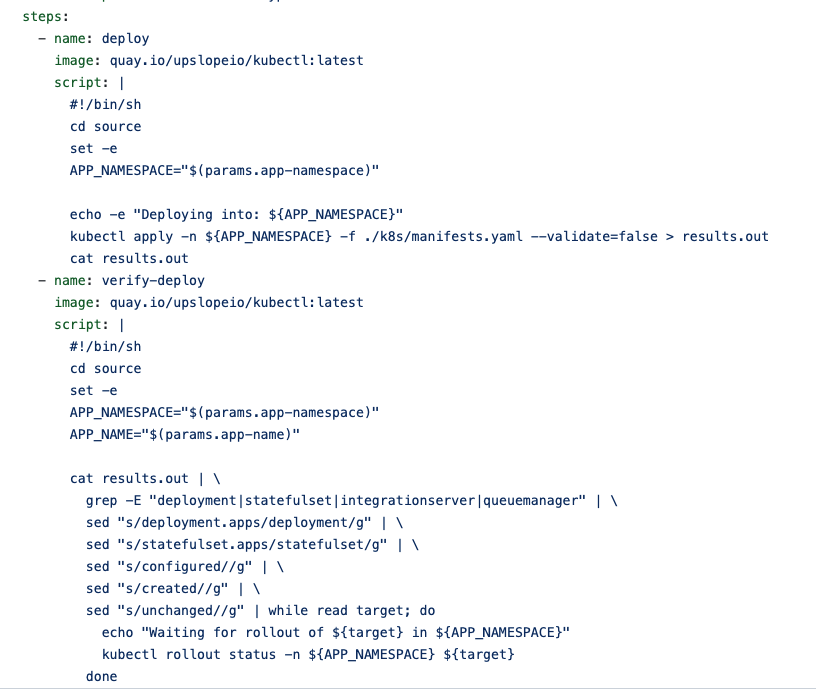 steps:
- name: deploy
image: quay.io/upslopeio/kubectl:latest
script: |
#!/bin/sh
cd source
set -e
APP_NAMESPACE="$(params.app-namespace)"
echo -e "Deploying into: ${APP_NAMESPACE}"
kubectl apply -n ${APP_NAMESPACE} -f ./k8s/manifests.yaml --validate=false > results.out
cat results.out
- name: verify-deploy
image: quay.io/upslopeio/kubectl:latest
script: |
#!/bin/sh
cd source
set -e
APP_NAMESPACE="$(params.app-namespace)"
APP_NAME="$(params.app-name)"
cat results.out | \
grep -E "deployment|statefulset|integrationserver|queuemanager" | \
sed "s/deployment.apps/deployment/g" | \
sed "s/statefulset.apps/statefulset/g" | \
sed "s/configured//g" | \
sed "s/created//g" | \
sed "s/unchanged//g" | while read target; do
echo "Waiting for rollout of ${target} in ${APP_NAMESPACE}"
kubectl rollout status -n ${APP_NAMESPACE} ${target}
done